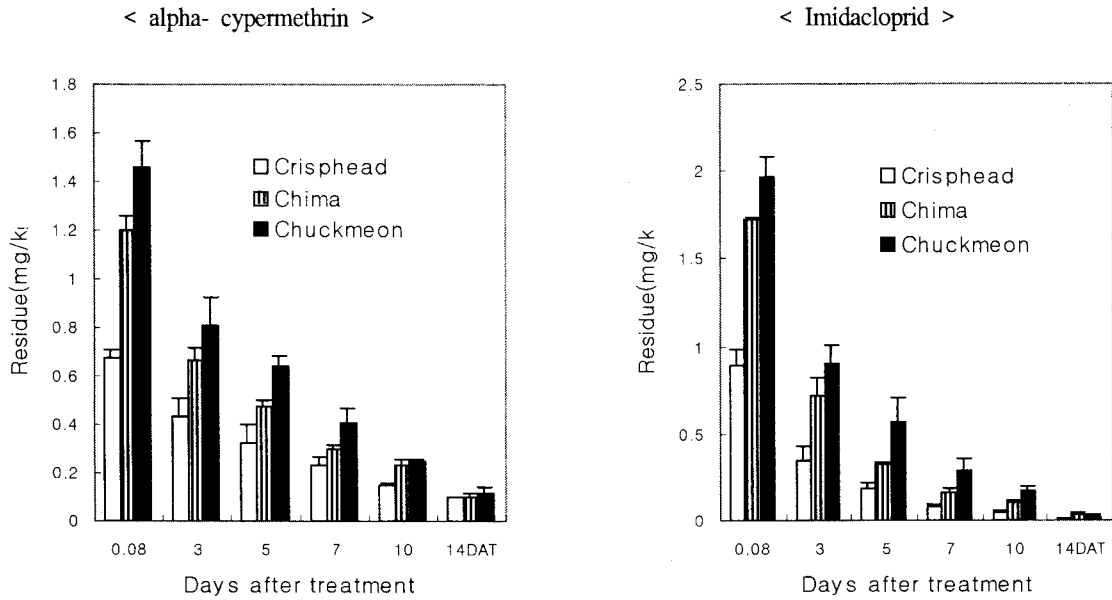 < alpha- cypermethrin >
1.8
1.6
1.4
1.2
1
0.8
0.6
0.4
0.2
0
Residue(mg/k
Crisphead
Chima
Chuckmeon
0.08 3 5 7 10 14DAT
Days after treatment
< Imidacloprid >
2.5
2
1.5
1
0.5
0
Residue(mg/k
Crisphead
Chima
Chuckmeon
0.08 3 5 7 10 14DAT
Days after treatment